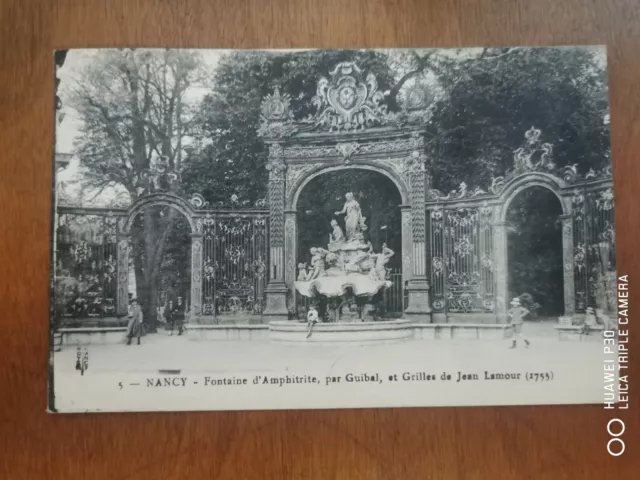 5 — NANCY - Fontaine d'Amphitrite, par Guibal, et Grilles de Jean Lamour (1755)
HUAWEI P30
LEICA TRIPLE CAMERA